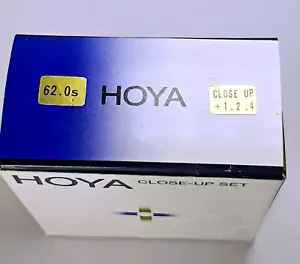 62.0s
HOYA
CLOSE UP
+1.2.4
HOYA CLOSE-UP SET